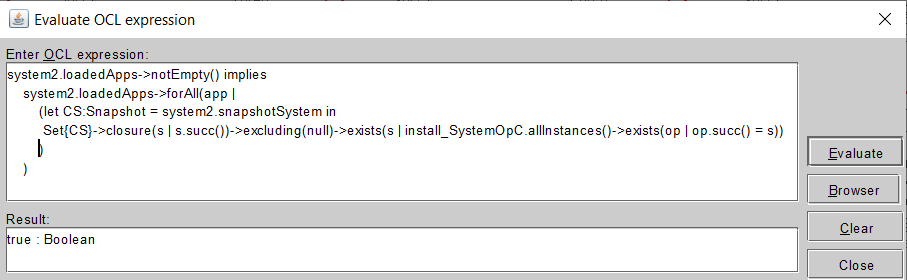 Evaluate OCL expression
Enter OCL expression:
system2.loadedApps->notEmpty() implies
system2.loadedApps->forAll(app |
(let CS:Snapshot = system2.snapshotSystem in
Set{CS}->closure(s | s.succ())->excluding(null)->exists(s | install_SystemOpC.allInstances()->exists(op | op.succ() = s))
)
)
Evaluate
Browser
Result:
true : Boolean
Clear
Close